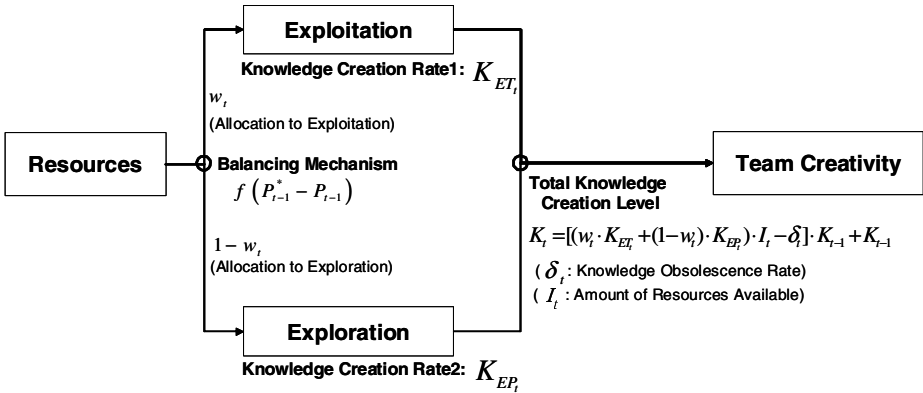 Exploitation
Knowledge Creation Rate1: K_{ET_t}
w_t
(Allocation to Exploitation)
Resources
Balancing Mechanism
f (P^*_{t-1} − P_{t-1})
Team Creativity
Total Knowledge
Creation Level
K_t =[(w_t · K_{ET_t} +(1−w_t) · K_{EP_t}) · I_t −δ_t] · K_{t-1} + K_{t-1}
1 − w_t
(Allocation to Exploration)
( δ_t : Knowledge Obsolescence Rate)
( I_t : Amount of Resources Available)
Exploration
Knowledge Creation Rate2: K_{EP_t}